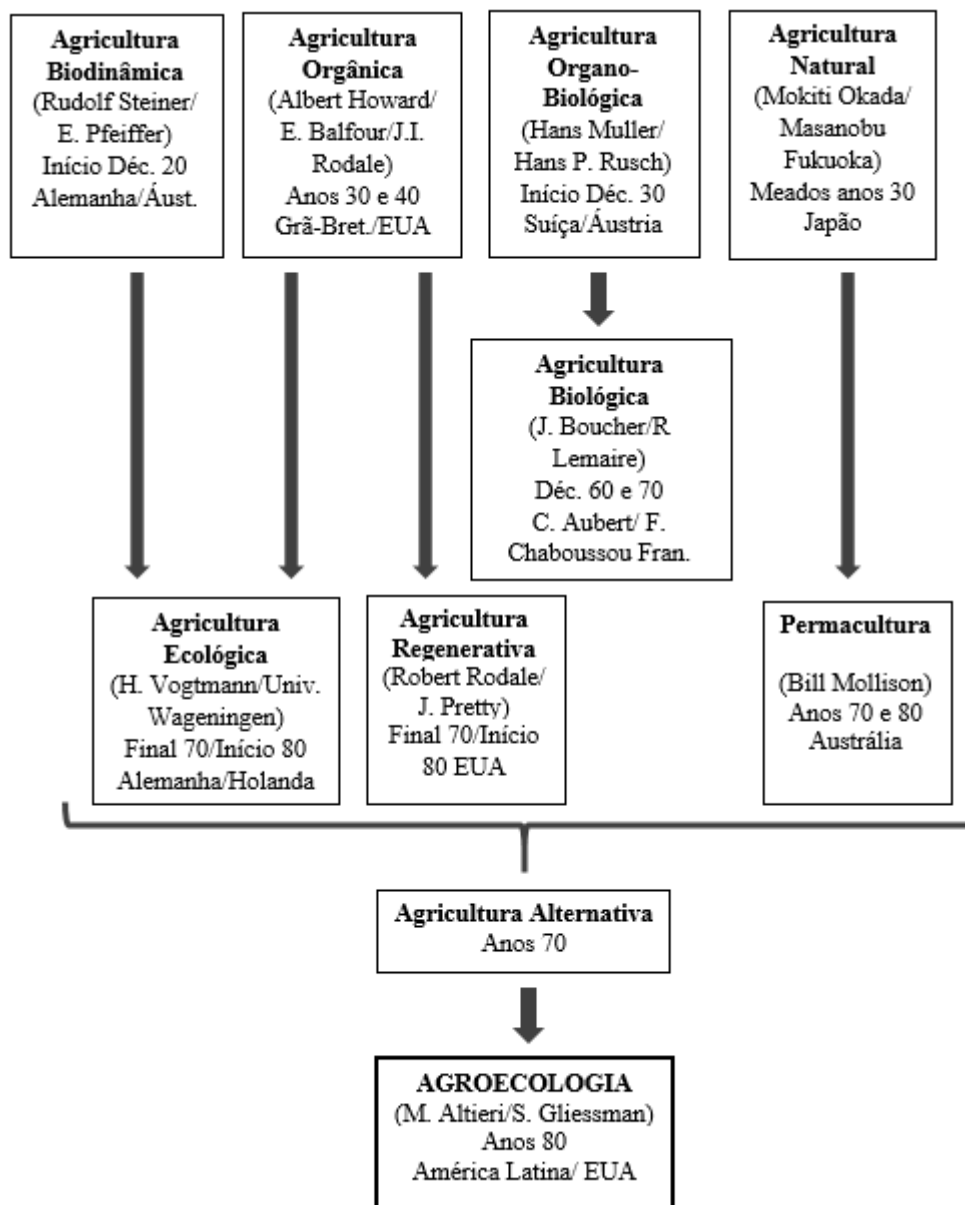 Agricultura
Biodinâmica
(Rudolf Steiner/
E. Pfeiffer)
Início Déc. 20
Alemanha/Áust.
Agricultura
Orgânica
(Albert Howard/
E. Balfour/J.I.
Rodale)
Anos 30 e 40
Grã-Bret./EUA
Agricultura
Organo-
Biológica
(Hans Muller/
Hans P. Rusch)
Início Déc. 30
Suíça/Áustria
Agricultura
Natural
(Mokiti Okada/
Masanobu
Fukuoka)
Meados anos 30
Japão
Agricultura
Biológica
(J. Boucher/R
Lemaire)
Déc. 60 e 70
C. Aubert/ F.
Chaboussou Fran.
Agricultura
Ecológica
(H. Vogtmann/Univ.
Wageningen)
Final 70/Início 80
Alemanha/Holanda
Agricultura
Regenerativa
(Robert Rodale/
J. Pretty)
Final 70/Início
80 EUA
Permacultura
(Bill Mollison)
Anos 70 e 80
Austrália
Agricultura Alternativa
Anos 70
AGROECOLOGIA
(M. Altieri/S. Gliessman)
Anos 80
América Latina/ EUA